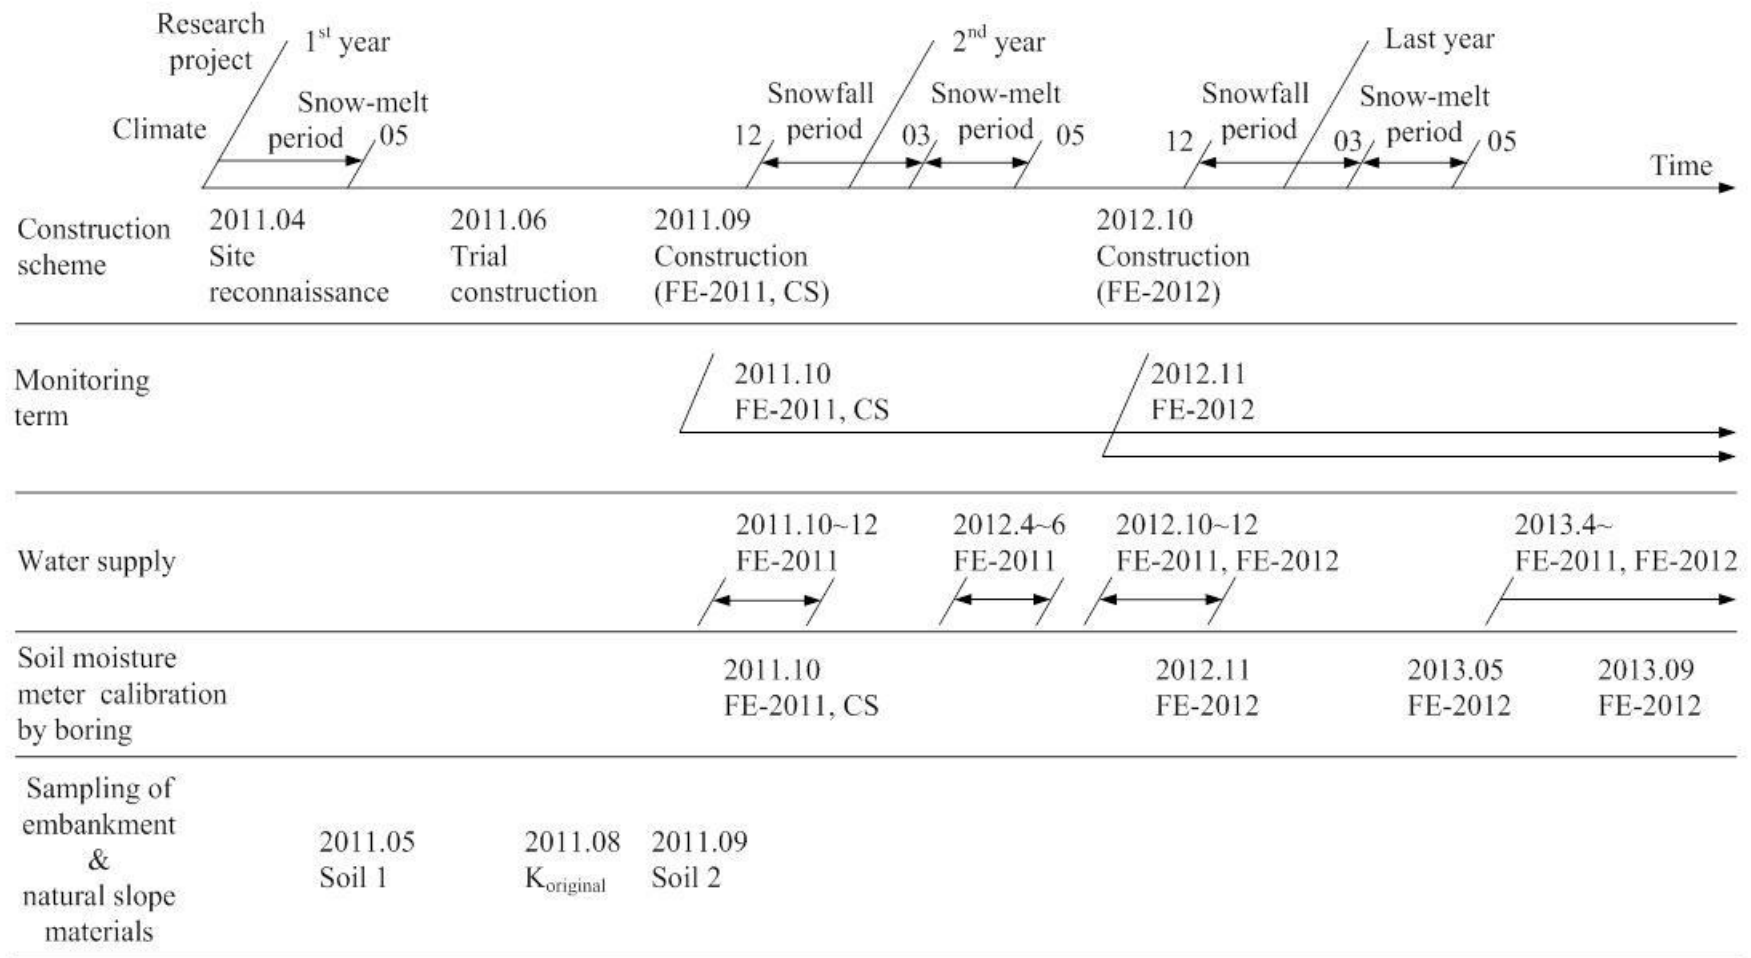 Research
project
1st year
2nd year
Last year
Climate
Snow-melt
period
05
12
Snowfall
period
03
Snow-melt
period
05
12
Snowfall
period
03
Snow-melt
period
05
Time
Construction
scheme
2011.04
Site
reconnaissance
2011.06
Trial
construction
2011.09
Construction
(FE-2011, CS)
2012.10
Construction
(FE-2012)
Monitoring
term
2011.10
FE-2011, CS
2012.11
FE-2012
Water supply
2011.10~12
FE-2011
2012.4~6
FE-2011
2012.10~12
FE-2011, FE-2012
2013.4~
FE-2011, FE-2012
Soil moisture
meter calibration
by boring
2011.10
FE-2011, CS
2012.11
FE-2012
2013.05
FE-2012
2013.09
FE-2012
Sampling of
embankment
&
natural slope
materials
2011.05
Soil 1
2011.08
Koriginal
2011.09
Soil 2